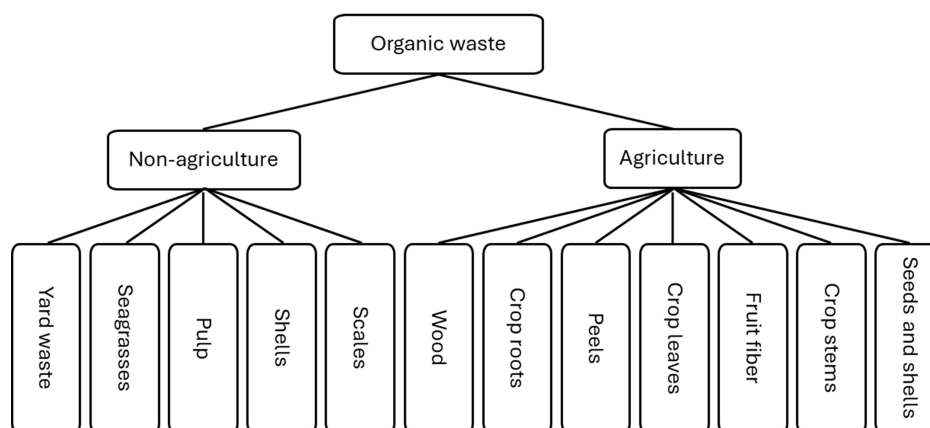 Organic waste
Non-agriculture
Agriculture
Yard waste
Seagrasses
Pulp
Shells
Scales
Wood
Crop roots
Peels
Crop leaves
Fruit fiber
Crop stems
Seeds and shells